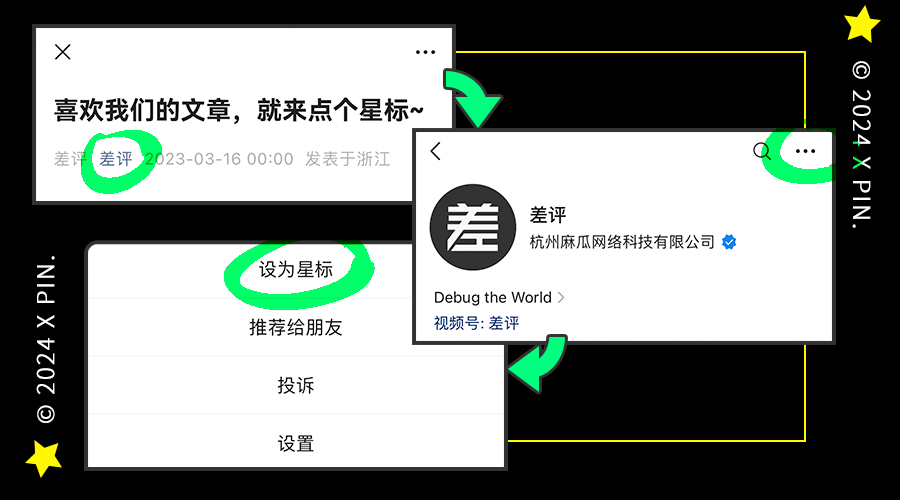 喜欢我们的文章，就来点个星标~
差评 差评 2023-03-16 00:00 发表于浙江
差
差评
杭州麻瓜网络科技有限公司
Debug the World
视频号: 差评
设为星标
推荐给朋友
投诉
设置
© 2024 X PIN.
© 2024 X PIN.